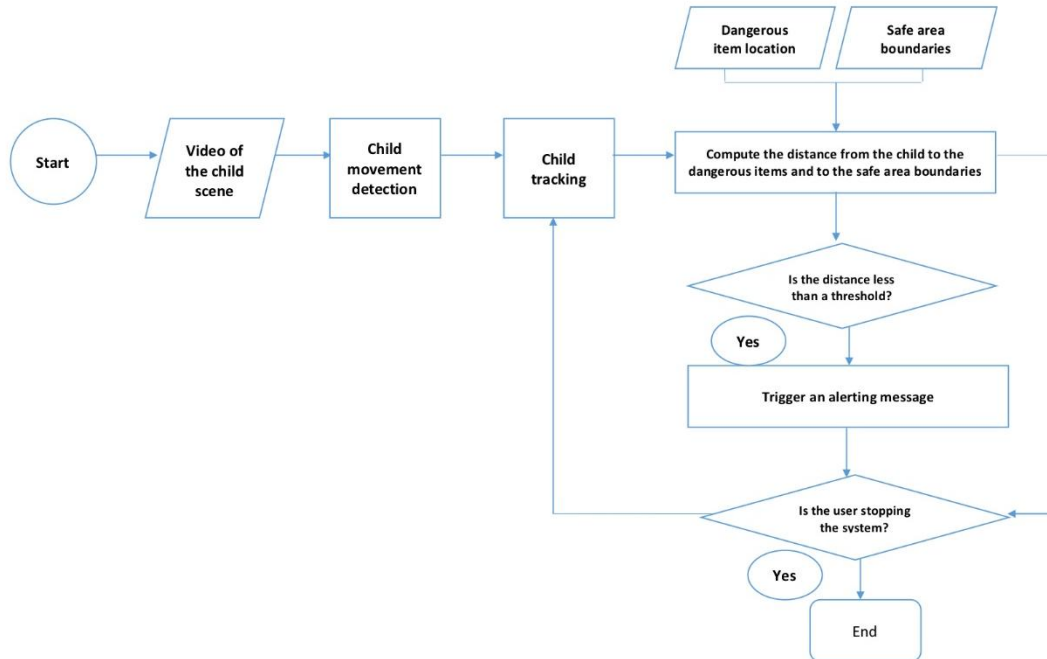 Dangerous
item location
Safe area
boundaries
Start
Video of
the child
scene
Child
movement
detection
Child
tracking
Compute the distance from the child to the
dangerous items and to the safe area boundaries
Is the distance less
than a threshold?
Yes
Trigger an alerting message
Is the user stopping
the system?
Yes
End